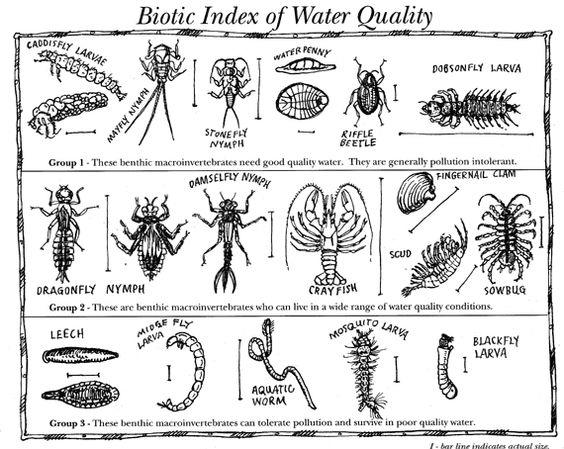 Biotic Index of Water Quality
CADDISFLY LARVAE
MAYFLY NYMPH
STONEFLY
NYMPH
WATER PENNY
RIFFLE
BEETLE
DOBSONFLY LARVA
Group 1 - These benthic macroinvertebrates need good quality water. They are generally pollution intolerant.
DRAGONFLY NYMPH
DAMSELFLY NYMPH
CRAYFISH
FINGERNAIL CLAM
SCUD
SOWBUG
Group 2 - These are benthic macroinvertebrates who can live in a wide range of water quality conditions.
LEECH
MIDGE FLY
LARVA
AQUATIC
WORM
MOSQUITO LARVA
BLACKFLY
LARVA
Group 3 - These benthic macroinvertebrates can tolerate pollution and survive in poor quality water.
I - bar line indicates actual size.